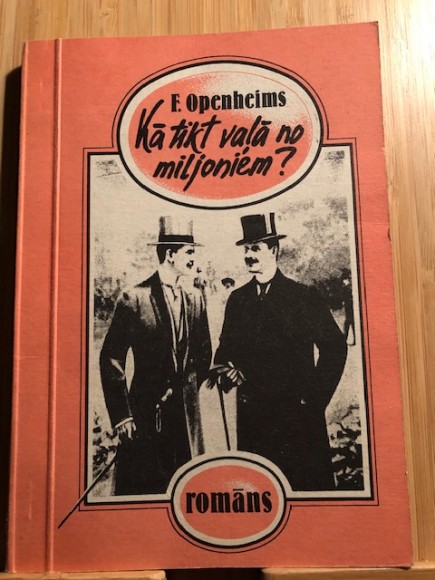 F. Openheims
Kā tikt vaļā no
miljoniem?
romāns